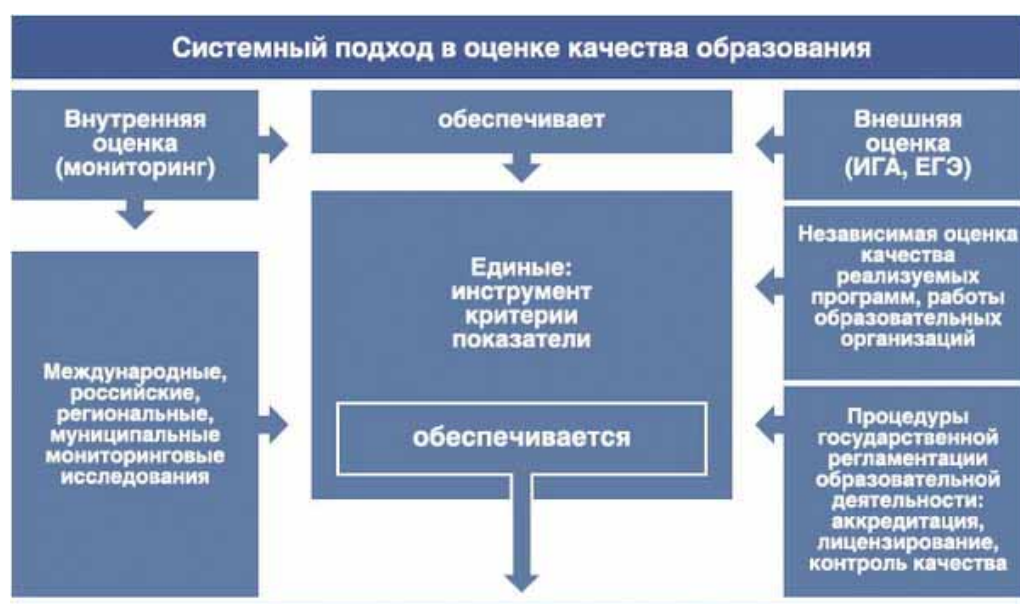 Системный подход в оценке качества образования
Внутренняя
оценка
(мониторинг)
обеспечивает
Внешняя
оценка
(ИГА, ЕГЭ)
Международные,
российские,
региональные,
муниципальные
мониторинговые
исследования
Единые:
инструмент
критерии
показатели
обеспечивается
Независимая оценка
качества
реализуемых
программ, работы
образовательных
организаций
Процедуры
государственной
регламентации
образовательной
деятельности:
аккредитация,
лицензирование,
контроль качества